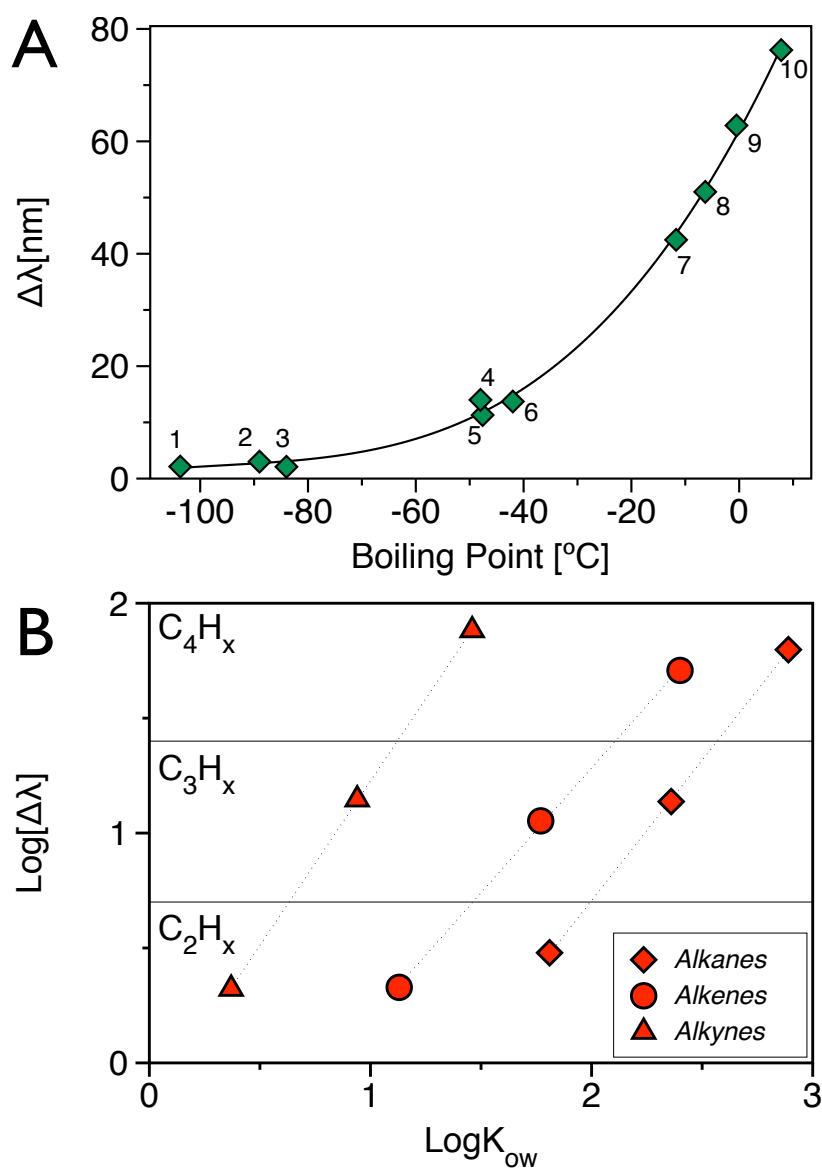 A
80
60
40
20
0
Δλ[nm]
1
2
3
4
5
6
7
8
9
10
-100
-80
-60
-40
-20
0
Boiling Point [ºC]
B
2
1
0
Log[Δλ]
C4Hx
C3Hx
C2Hx
Alkanes
Alkenes
Alkynes
0
1
2
3
LogKow